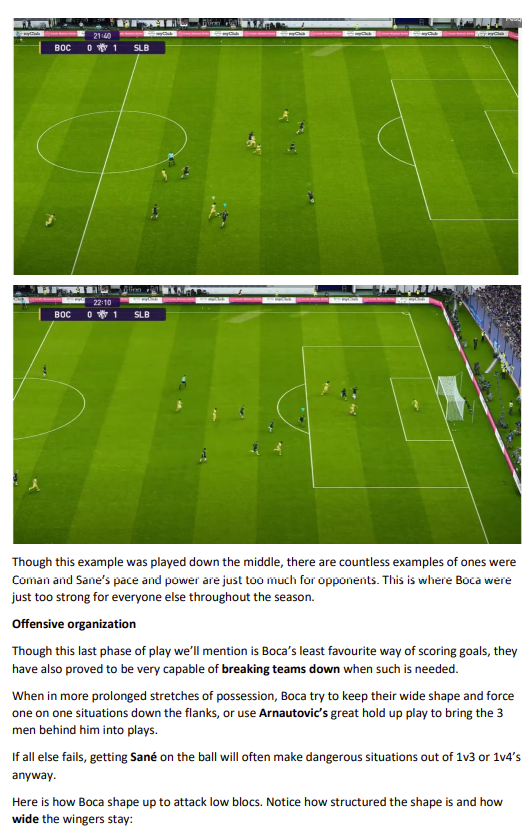 21:40
BOC 0 1 SLB
myClub
22:10
BOC 0 1 SLB
myClub
Though this example was played down the middle, there are countless examples of ones were
Coman and Sané's pace and power are just too much for opponents. This is where Boca were
just too strong for everyone else throughout the season.
Offensive organization
Though this last phase of play we'll mention is Boca's least favourite way of scoring goals, they
have also proved to be very capable of breaking teams down when such is needed.
When in more prolonged stretches of possession, Boca try to keep their wide shape and force
one on one situations down the flanks, or use Arnautovic's great hold up play to bring the 3
men behind him into plays.
If all else fails, getting Sané on the ball will often make dangerous situations out of 1v3 or 1v4's
anyway.
Here is how Boca shape up to attack low blocs. Notice how structured the shape is and how
wide the wingers stay: